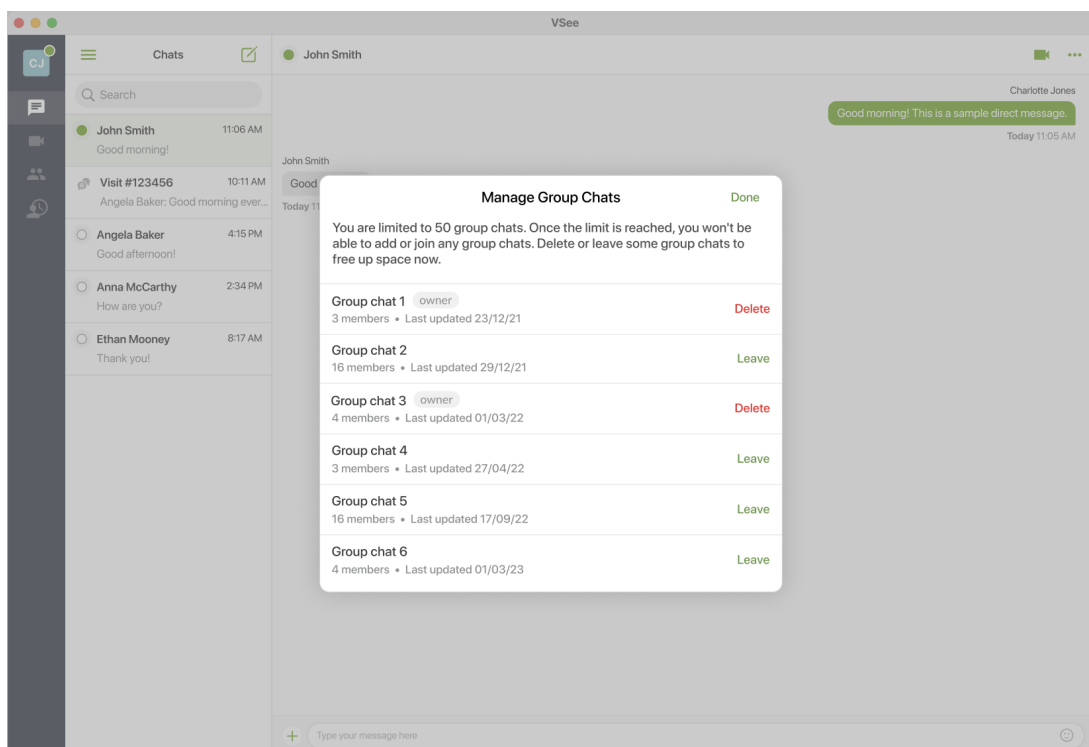 VSee
CJ
Chats
Search
John Smith 11:06 AM
Good morning!
Visit #123456 10:11 AM
Angela Baker: Good morning ever...
Angela Baker 4:15 PM
Good afternoon!
Anna McCarthy 2:34 PM
How are you?
Ethan Mooney 8:17 AM
Thank you!
John Smith
Charlotte Jones
Good morning! This is a sample direct message.
Today 11:05 AM
John Smith
Good
Today 11
Manage Group Chats Done
You are limited to 50 group chats. Once the limit is reached, you won't be
able to add or join any group chats. Delete or leave some group chats to
free up space now.
Group chat 1 owner
3 members • Last updated 23/12/21
Delete
Group chat 2
16 members • Last updated 29/12/21
Leave
Group chat 3 owner
4 members • Last updated 01/03/22
Delete
Group chat 4
3 members • Last updated 27/04/22
Leave
Group chat 5
16 members • Last updated 17/09/22
Leave
Group chat 6
4 members • Last updated 01/03/23
Leave
Type your message here